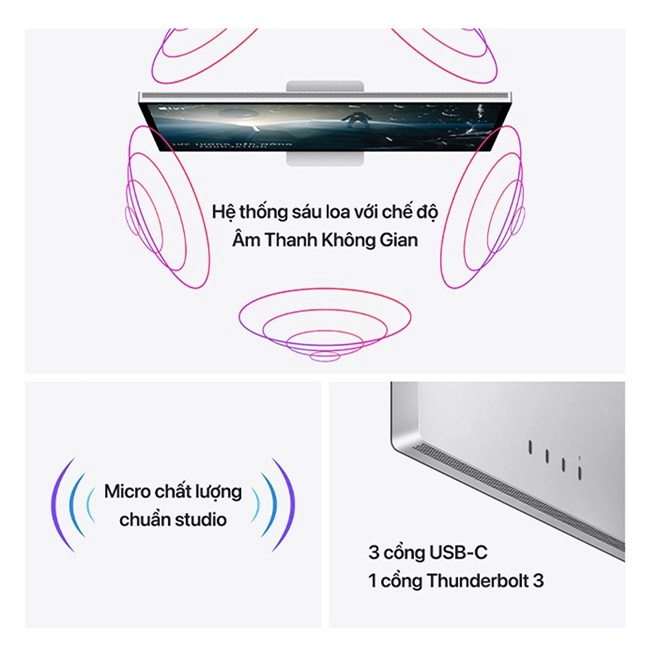 Hệ thống sáu loa với chế độ
Âm Thanh Không Gian
Micro chất lượng
chuẩn studio
3 cổng USB-C
1 cổng Thunderbolt 3